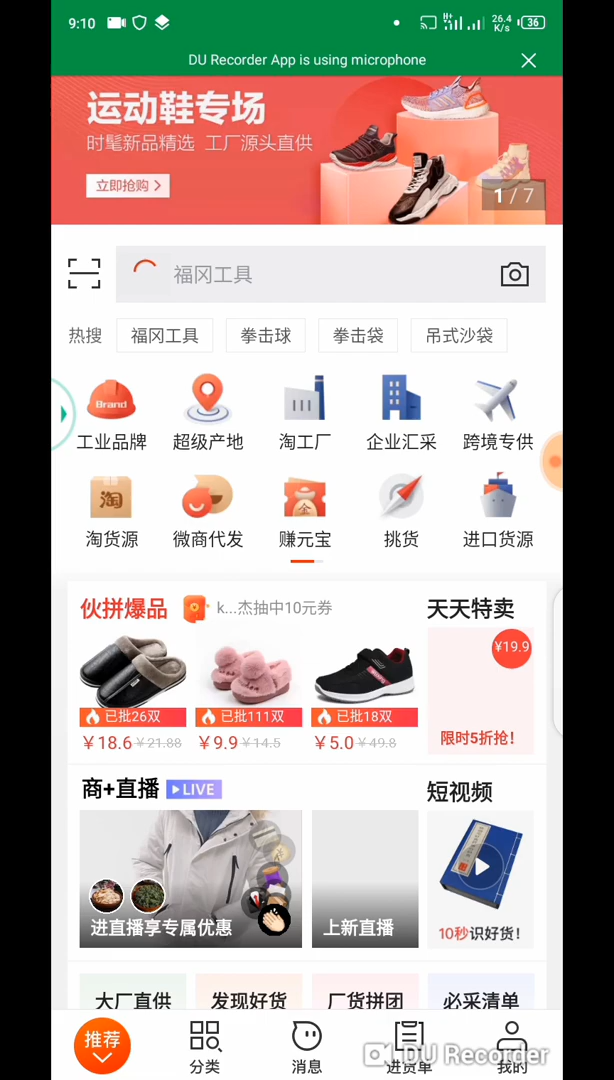 9:10
H+
26.4 K/s
36
DU Recorder App is using microphone
运动鞋专场
时髦新品精选 工厂源头直供
立即抢购
1 / 7
福冈工具
热搜 福冈工具 拳击球 拳击袋 吊式沙袋
Brand
工业品牌 超级产地 淘工厂 企业汇采 跨境专供
淘
淘货源 微商代发 赚元宝 挑货 进口货源
伙拼爆品 k...杰抽中10元券 天天特卖
¥19.9
已批26双 已批111双 已批18双
限时5折抢！
¥18.6 ¥21.88 ¥9.9 ¥14.5 ¥5.0 ¥49.8
商+直播 LIVE 短视频
进直播享专属优惠 上新直播 10秒识好货！
大厂直供 发现好货 厂货拼团 必采清单
推荐 分类 消息 进货单 我的
DU Recorder